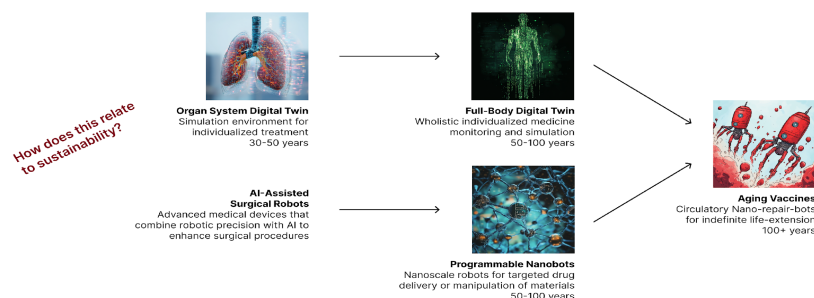 How does this relate
to sustainability?
Organ System Digital Twin
Simulation environment for
individualized treatment
30-50 years
Full-Body Digital Twin
Wholistic individualized medicine
monitoring and simulation
50-100 years
AI-Assisted
Surgical Robots
Advanced medical devices that
combine robotic precision with AI to
enhance surgical procedures
Programmable Nanobots
Nanoscale robots for targeted drug
delivery or manipulation of materials
50-100 years
Aging Vaccines
Circulatory Nano-repair-bots
for indefinite life-extension
100+ years